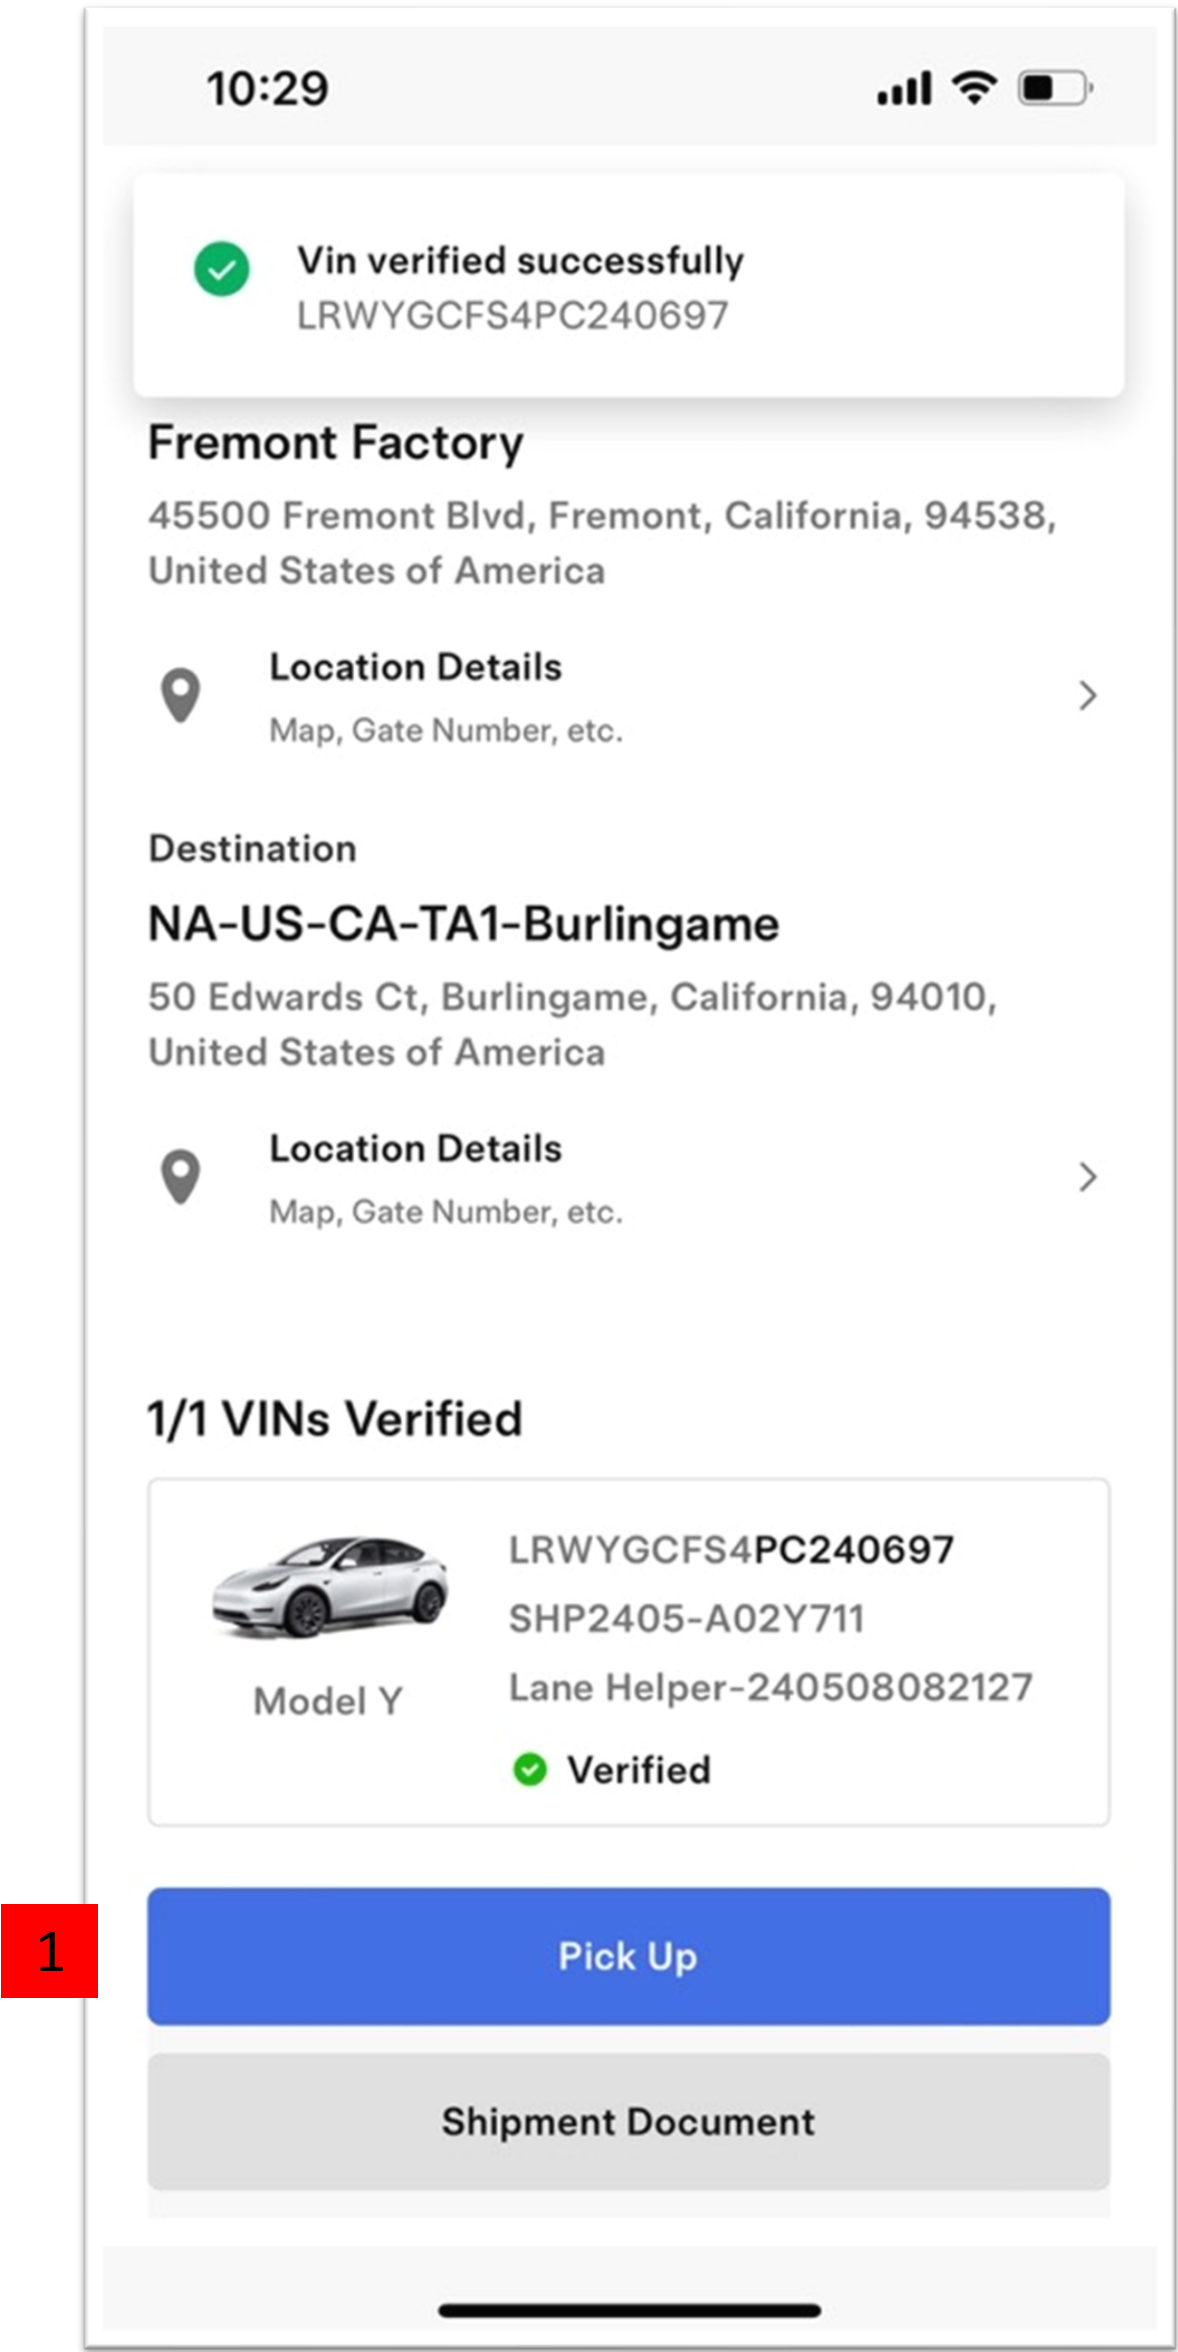 10:29
Vin verified successfully
LRWYGCFS4PC240697
Fremont Factory
45500 Fremont Blvd, Fremont, California, 94538,
United States of America
Location Details
Map, Gate Number, etc.
Destination
NA-US-CA-TA1-Burlingame
50 Edwards Ct, Burlingame, California, 94010,
United States of America
Location Details
Map, Gate Number, etc.
1/1 VINs Verified
LRWYGCFS4PC240697
SHP2405-A02Y711
Lane Helper-240508082127
Model Y
Verified
1
Pick Up
Shipment Document